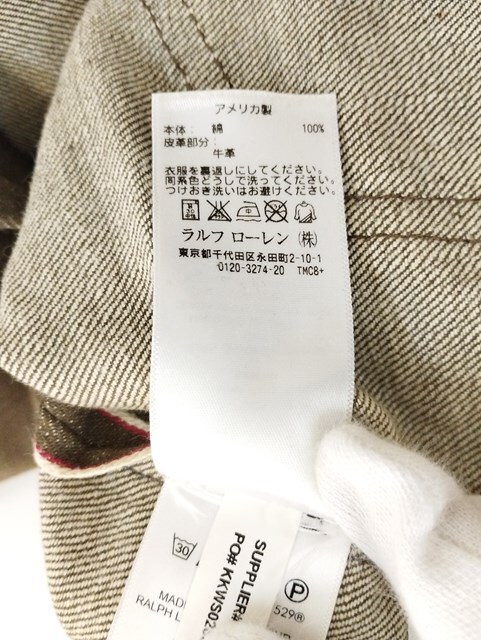 アメリカ製
本体： 綿 100%
皮革部分：
牛革
衣服を裏返しにしてください。
同系色どうしで洗ってください。
つけおき洗いはお避けください。
ラルフ ローレン（株）
東京都千代田区永田町2-10-1
0120-3274-20 TMC8+
30
SUPPLIER#
PO# KKWS02
P
MAD
RALPH L
529®